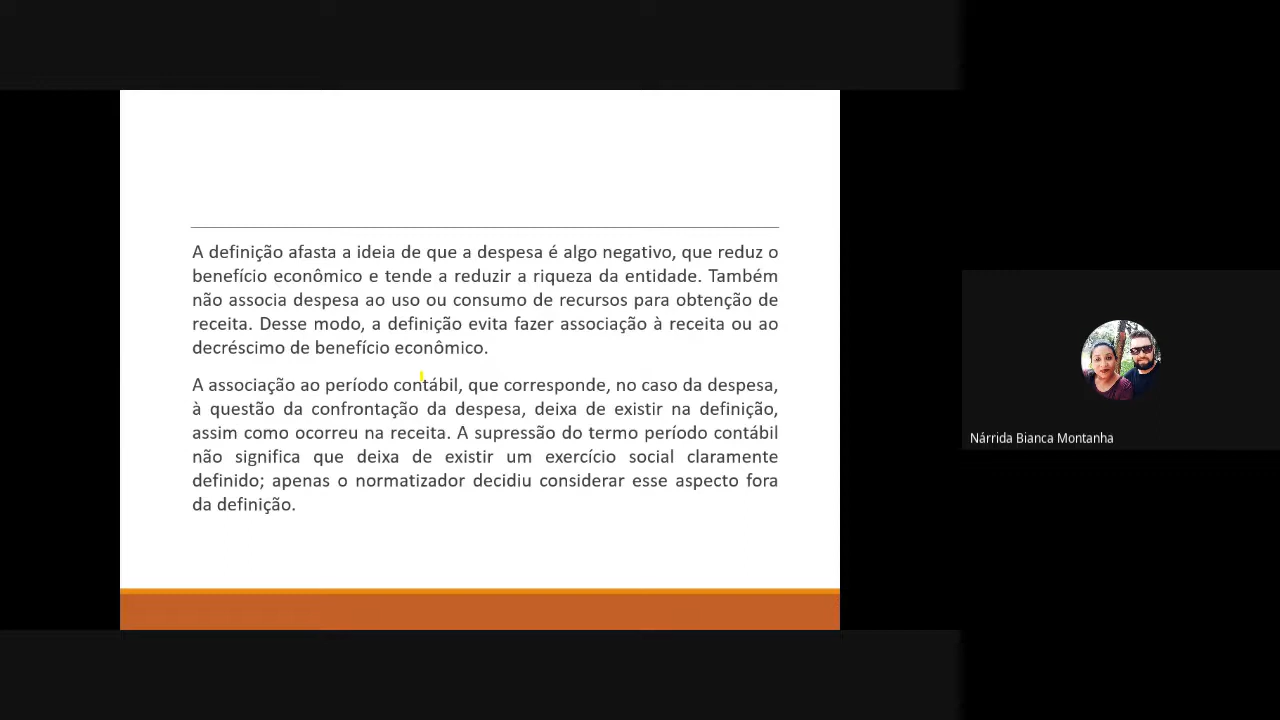 A definição afasta a ideia de que a despesa é algo negativo, que reduz o
benefício econômico e tende a reduzir a riqueza da entidade. Também
não associa despesa ao uso ou consumo de recursos para obtenção de
receita. Desse modo, a definição evita fazer associação à receita ou ao
decréscimo de benefício econômico.
A associação ao período contábil, que corresponde, no caso da despesa,
à questão da confrontação da despesa, deixa de existir na definição,
assim como ocorreu na receita. A supressão do termo período contábil
não significa que deixa de existir um exercício social claramente
definido; apenas o normatizador decidiu considerar esse aspecto fora
da definição.
Nárrida Bianca Montanha